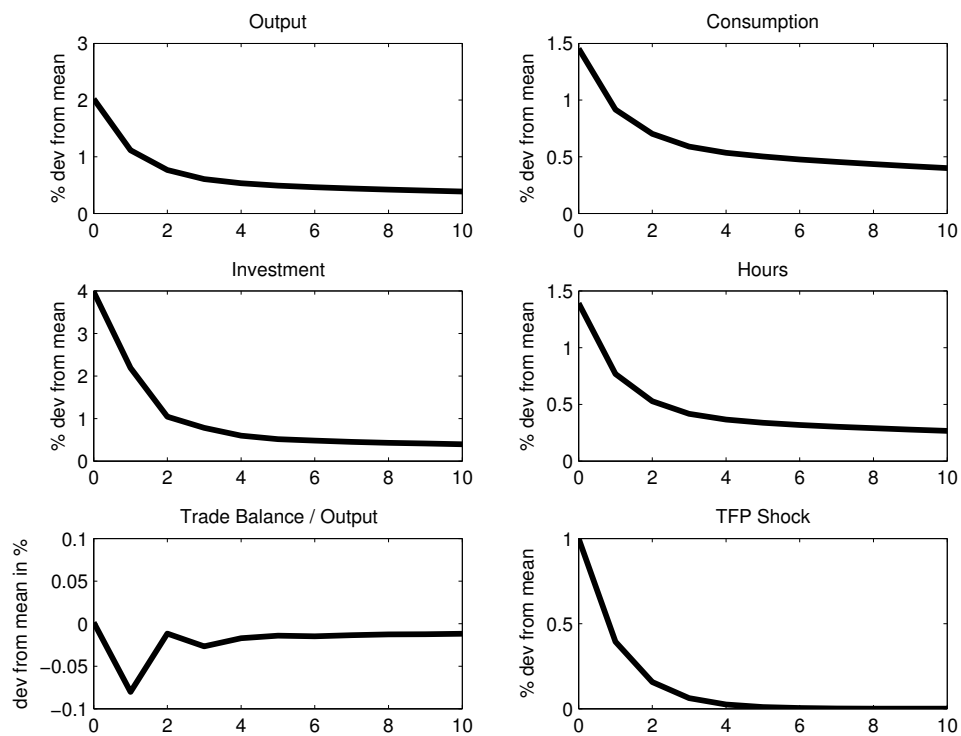 Output
% dev from mean
3
2
1
0
0 2 4 6 8 10
Consumption
% dev from mean
1.5
1
0.5
0
0 2 4 6 8 10
Investment
% dev from mean
4
3
2
1
0
0 2 4 6 8 10
Hours
% dev from mean
1.5
1
0.5
0
0 2 4 6 8 10
Trade Balance / Output
dev from mean in %
0.1
0.05
0
−0.05
−0.1
0 2 4 6 8 10
TFP Shock
% dev from mean
1
0.5
0
0 2 4 6 8 10